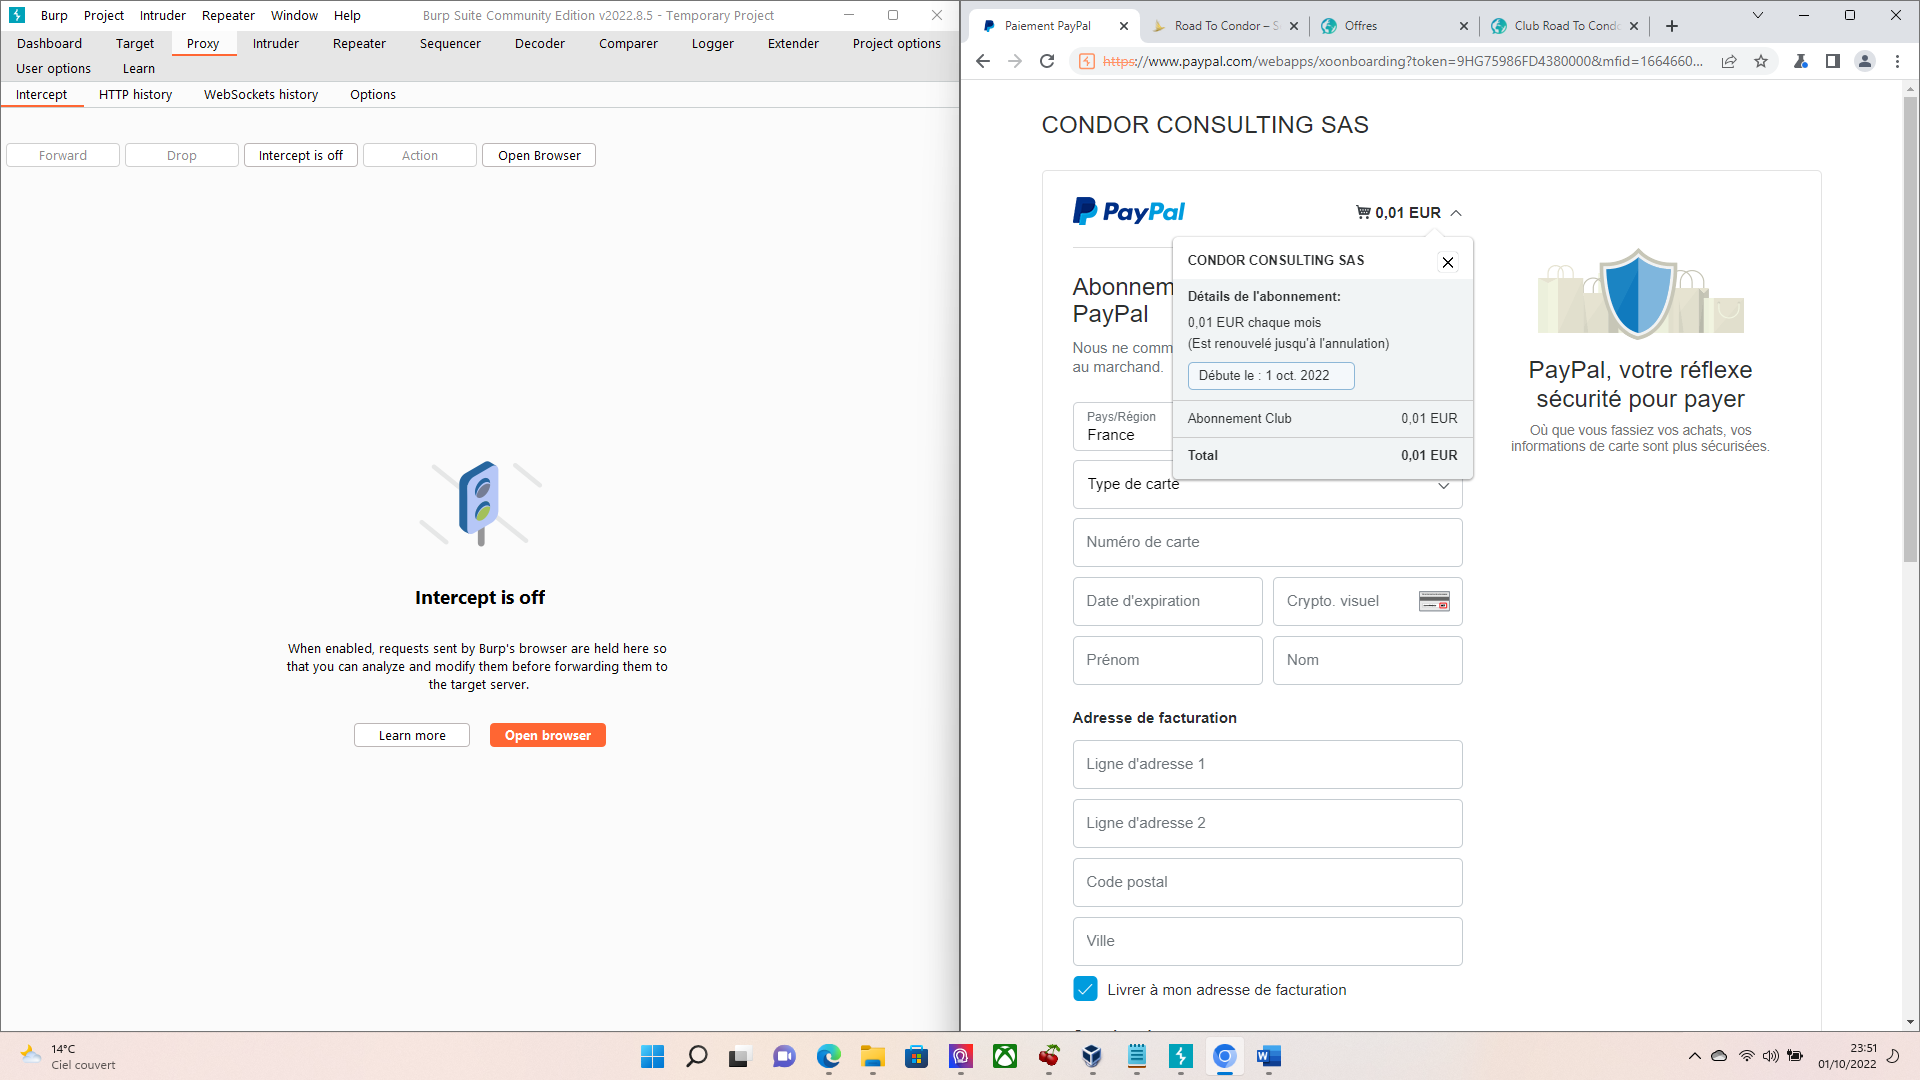 Burp Project Intruder Repeater Window Help Burp Suite Community Edition v2022.8.5 - Temporary Project
Dashboard Target Proxy Intruder Repeater Sequencer Decoder Comparer Logger Extender Project options
User options Learn
Intercept HTTP history WebSockets history Options
Forward Drop Intercept is off Action Open Browser
Intercept is off
When enabled, requests sent by Burp's browser are held here so
that you can analyze and modify them before forwarding them to
the target server.
Learn more Open browser
Paiement PayPal Road To Condor – S Offres Club Road To Condo
https://www.paypal.com/webapps/xoonboarding?token=9HG75986FD4380000&mfid=1664660...
CONDOR CONSULTING SAS
PayPal 0,01 EUR
CONDOR CONSULTING SAS
Détails de l'abonnement:
0,01 EUR chaque mois
(Est renouvelé jusqu'à l'annulation)
Débute le : 1 oct. 2022
Abonnement Club 0,01 EUR
Total 0,01 EUR
Abonnem
PayPal
Nous ne comm
au marchand.
Pays/Région
France
Type de carte
Numéro de carte
Date d'expiration Crypto. visuel
Prénom Nom
Adresse de facturation
Ligne d'adresse 1
Ligne d'adresse 2
Code postal
Ville
Livrer à mon adresse de facturation
PayPal, votre réflexe
sécurité pour payer
Où que vous fassiez vos achats, vos
informations de carte sont plus sécurisées.
14°C
Ciel couvert
23:51
01/10/2022